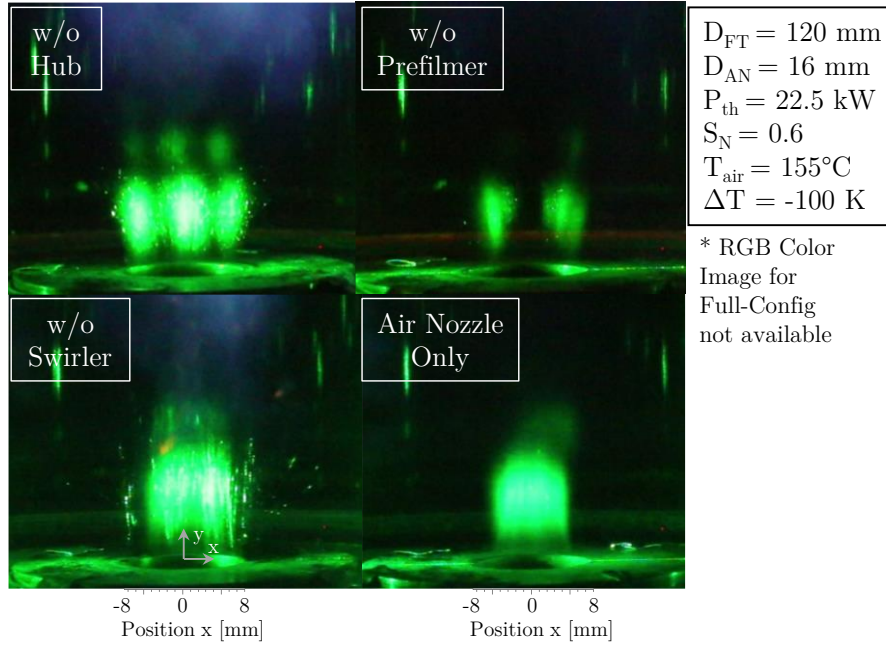 w/o
Hub
w/o
Prefilmer
D_FT = 120 mm
D_AN = 16 mm
P_th = 22.5 kW
S_N = 0.6
T_air = 155°C
ΔT = -100 K
* RGB Color
Image for
Full-Config
not available
w/o
Swirler
Air Nozzle
Only
y
x
-8 0 8
Position x [mm]
-8 0 8
Position x [mm]